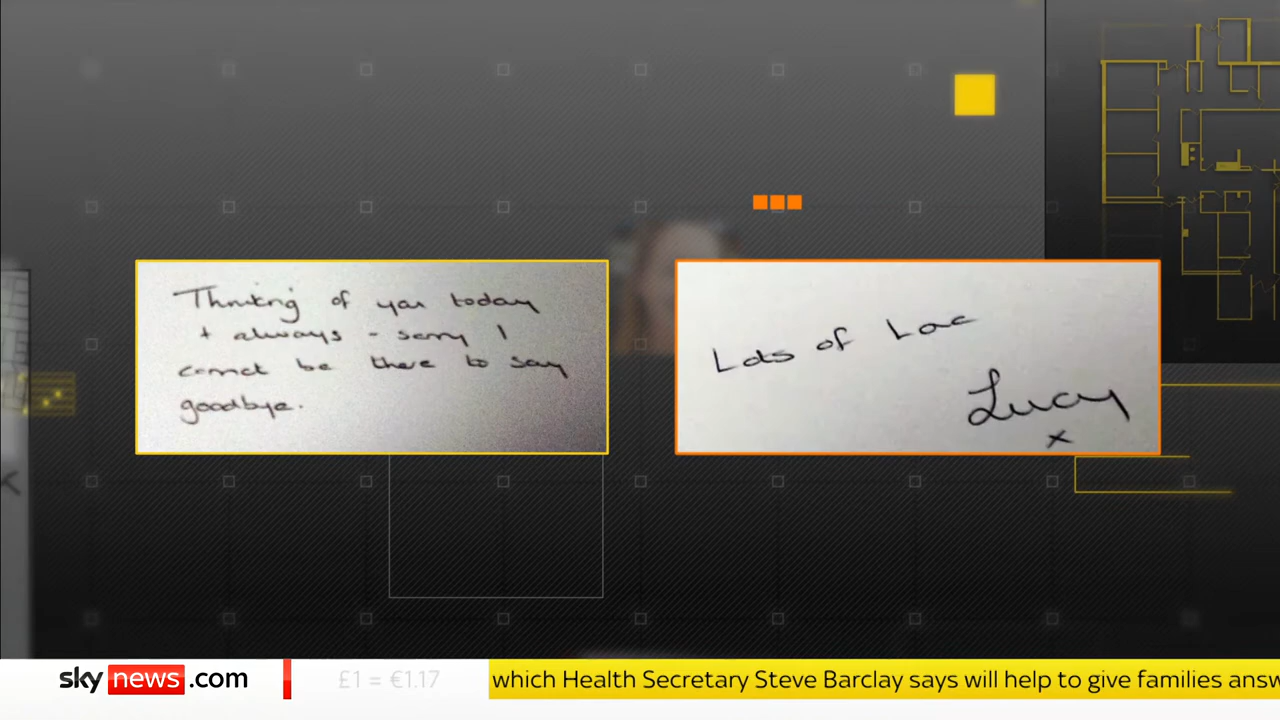 Thinking of you today
+ always - sorry I
cannot be there to say
goodbye.
Lots of Love
Lucy
x
sky news.com
£1 = €1.17
which Health Secretary Steve Barclay says will help to give families answ